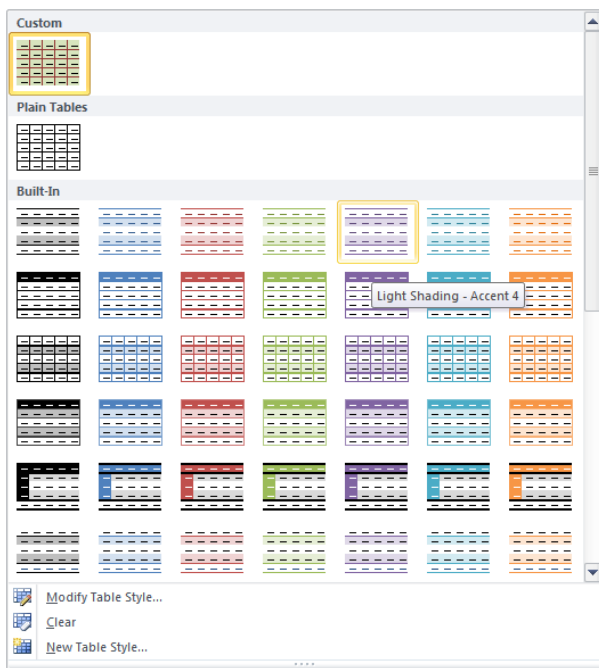 Custom
Plain Tables
Built-In
Light Shading - Accent 4
Modify Table Style...
Clear
New Table Style...